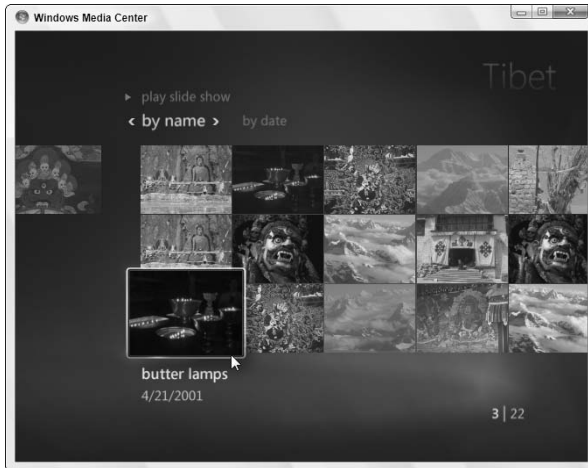 Windows Media Center
Tibet
play slide show
< by name > by date
butter lamps
4/21/2001
3 | 22